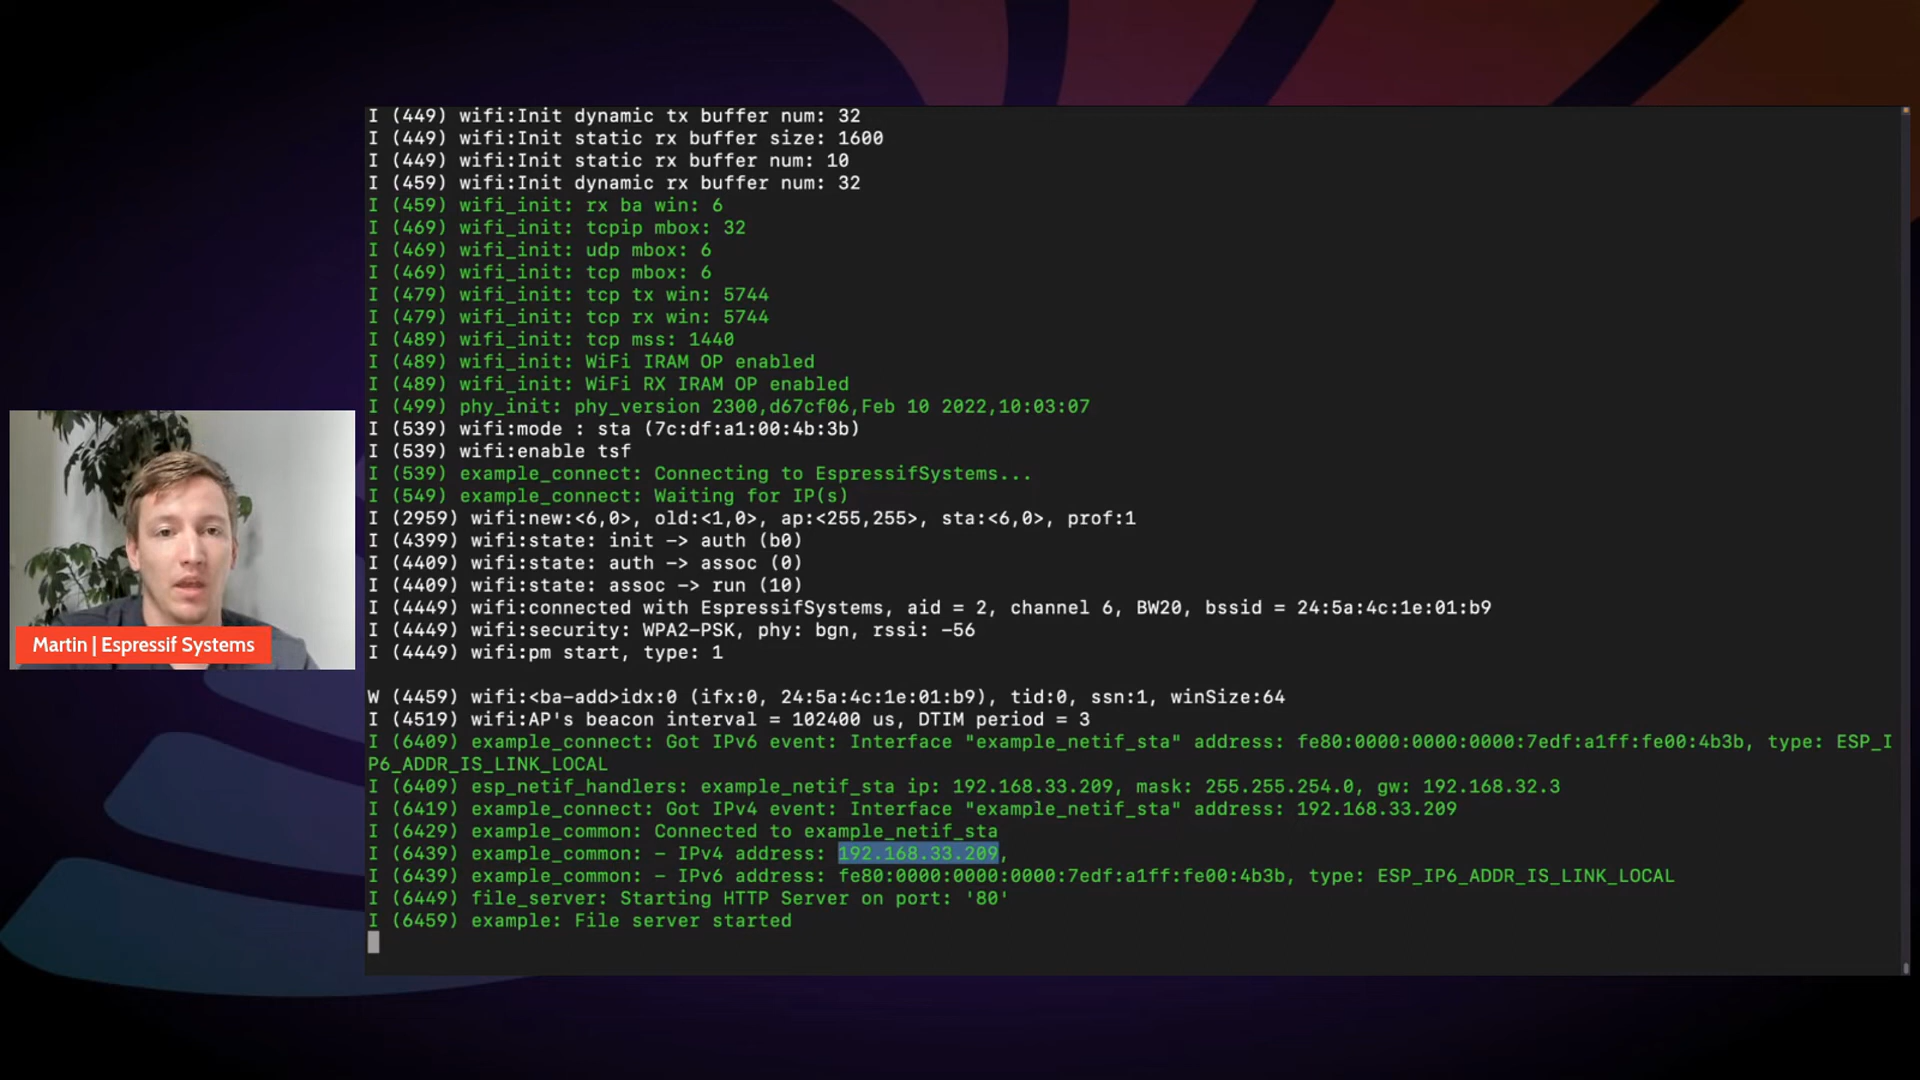 I (449) wifi:Init dynamic tx buffer num: 32
I (449) wifi:Init static rx buffer size: 1600
I (449) wifi:Init static rx buffer num: 10
I (459) wifi:Init dynamic rx buffer num: 32
I (459) wifi_init: rx ba win: 6
I (469) wifi_init: tcpip mbox: 32
I (469) wifi_init: udp mbox: 6
I (469) wifi_init: tcp mbox: 6
I (479) wifi_init: tcp tx win: 5744
I (479) wifi_init: tcp rx win: 5744
I (489) wifi_init: tcp mss: 1440
I (489) wifi_init: WiFi IRAM OP enabled
I (489) wifi_init: WiFi RX IRAM OP enabled
I (499) phy_init: phy_version 2300,d67cf06,Feb 10 2022,10:03:07
I (539) wifi:mode : sta (7c:df:a1:00:4b:3b)
I (539) wifi:enable tsf
I (539) example_connect: Connecting to EspressifSystems...
I (549) example_connect: Waiting for IP(s)
I (2959) wifi:new:<6,0>, old:<1,0>, ap:<255,255>, sta:<6,0>, prof:1
I (4399) wifi:state: init -> auth (b0)
I (4409) wifi:state: auth -> assoc (0)
I (4409) wifi:state: assoc -> run (10)
I (4449) wifi:connected with EspressifSystems, aid = 2, channel 6, BW20, bssid = 24:5a:4c:1e:01:b9
I (4449) wifi:security: WPA2-PSK, phy: bgn, rssi: -56
I (4449) wifi:pm start, type: 1
W (4459) wifi:<ba-add>idx:0 (ifx:0, 24:5a:4c:1e:01:b9), tid:0, ssn:1, winSize:64
I (4519) wifi:AP's beacon interval = 102400 us, DTIM period = 3
I (6409) example_connect: Got IPv6 event: Interface "example_netif_sta" address: fe80:0000:0000:0000:7edf:a1ff:fe00:4b3b, type: ESP_I
P6_ADDR_IS_LINK_LOCAL
I (6409) esp_netif_handlers: example_netif_sta ip: 192.168.33.209, mask: 255.255.254.0, gw: 192.168.32.3
I (6419) example_connect: Got IPv4 event: Interface "example_netif_sta" address: 192.168.33.209
I (6429) example_common: Connected to example_netif_sta
I (6439) example_common: - IPv4 address: 192.168.33.209,
I (6439) example_common: - IPv6 address: fe80:0000:0000:0000:7edf:a1ff:fe00:4b3b, type: ESP_IP6_ADDR_IS_LINK_LOCAL
I (6449) file_server: Starting HTTP Server on port: '80'
I (6459) example: File server started
Martin | Espressif Systems